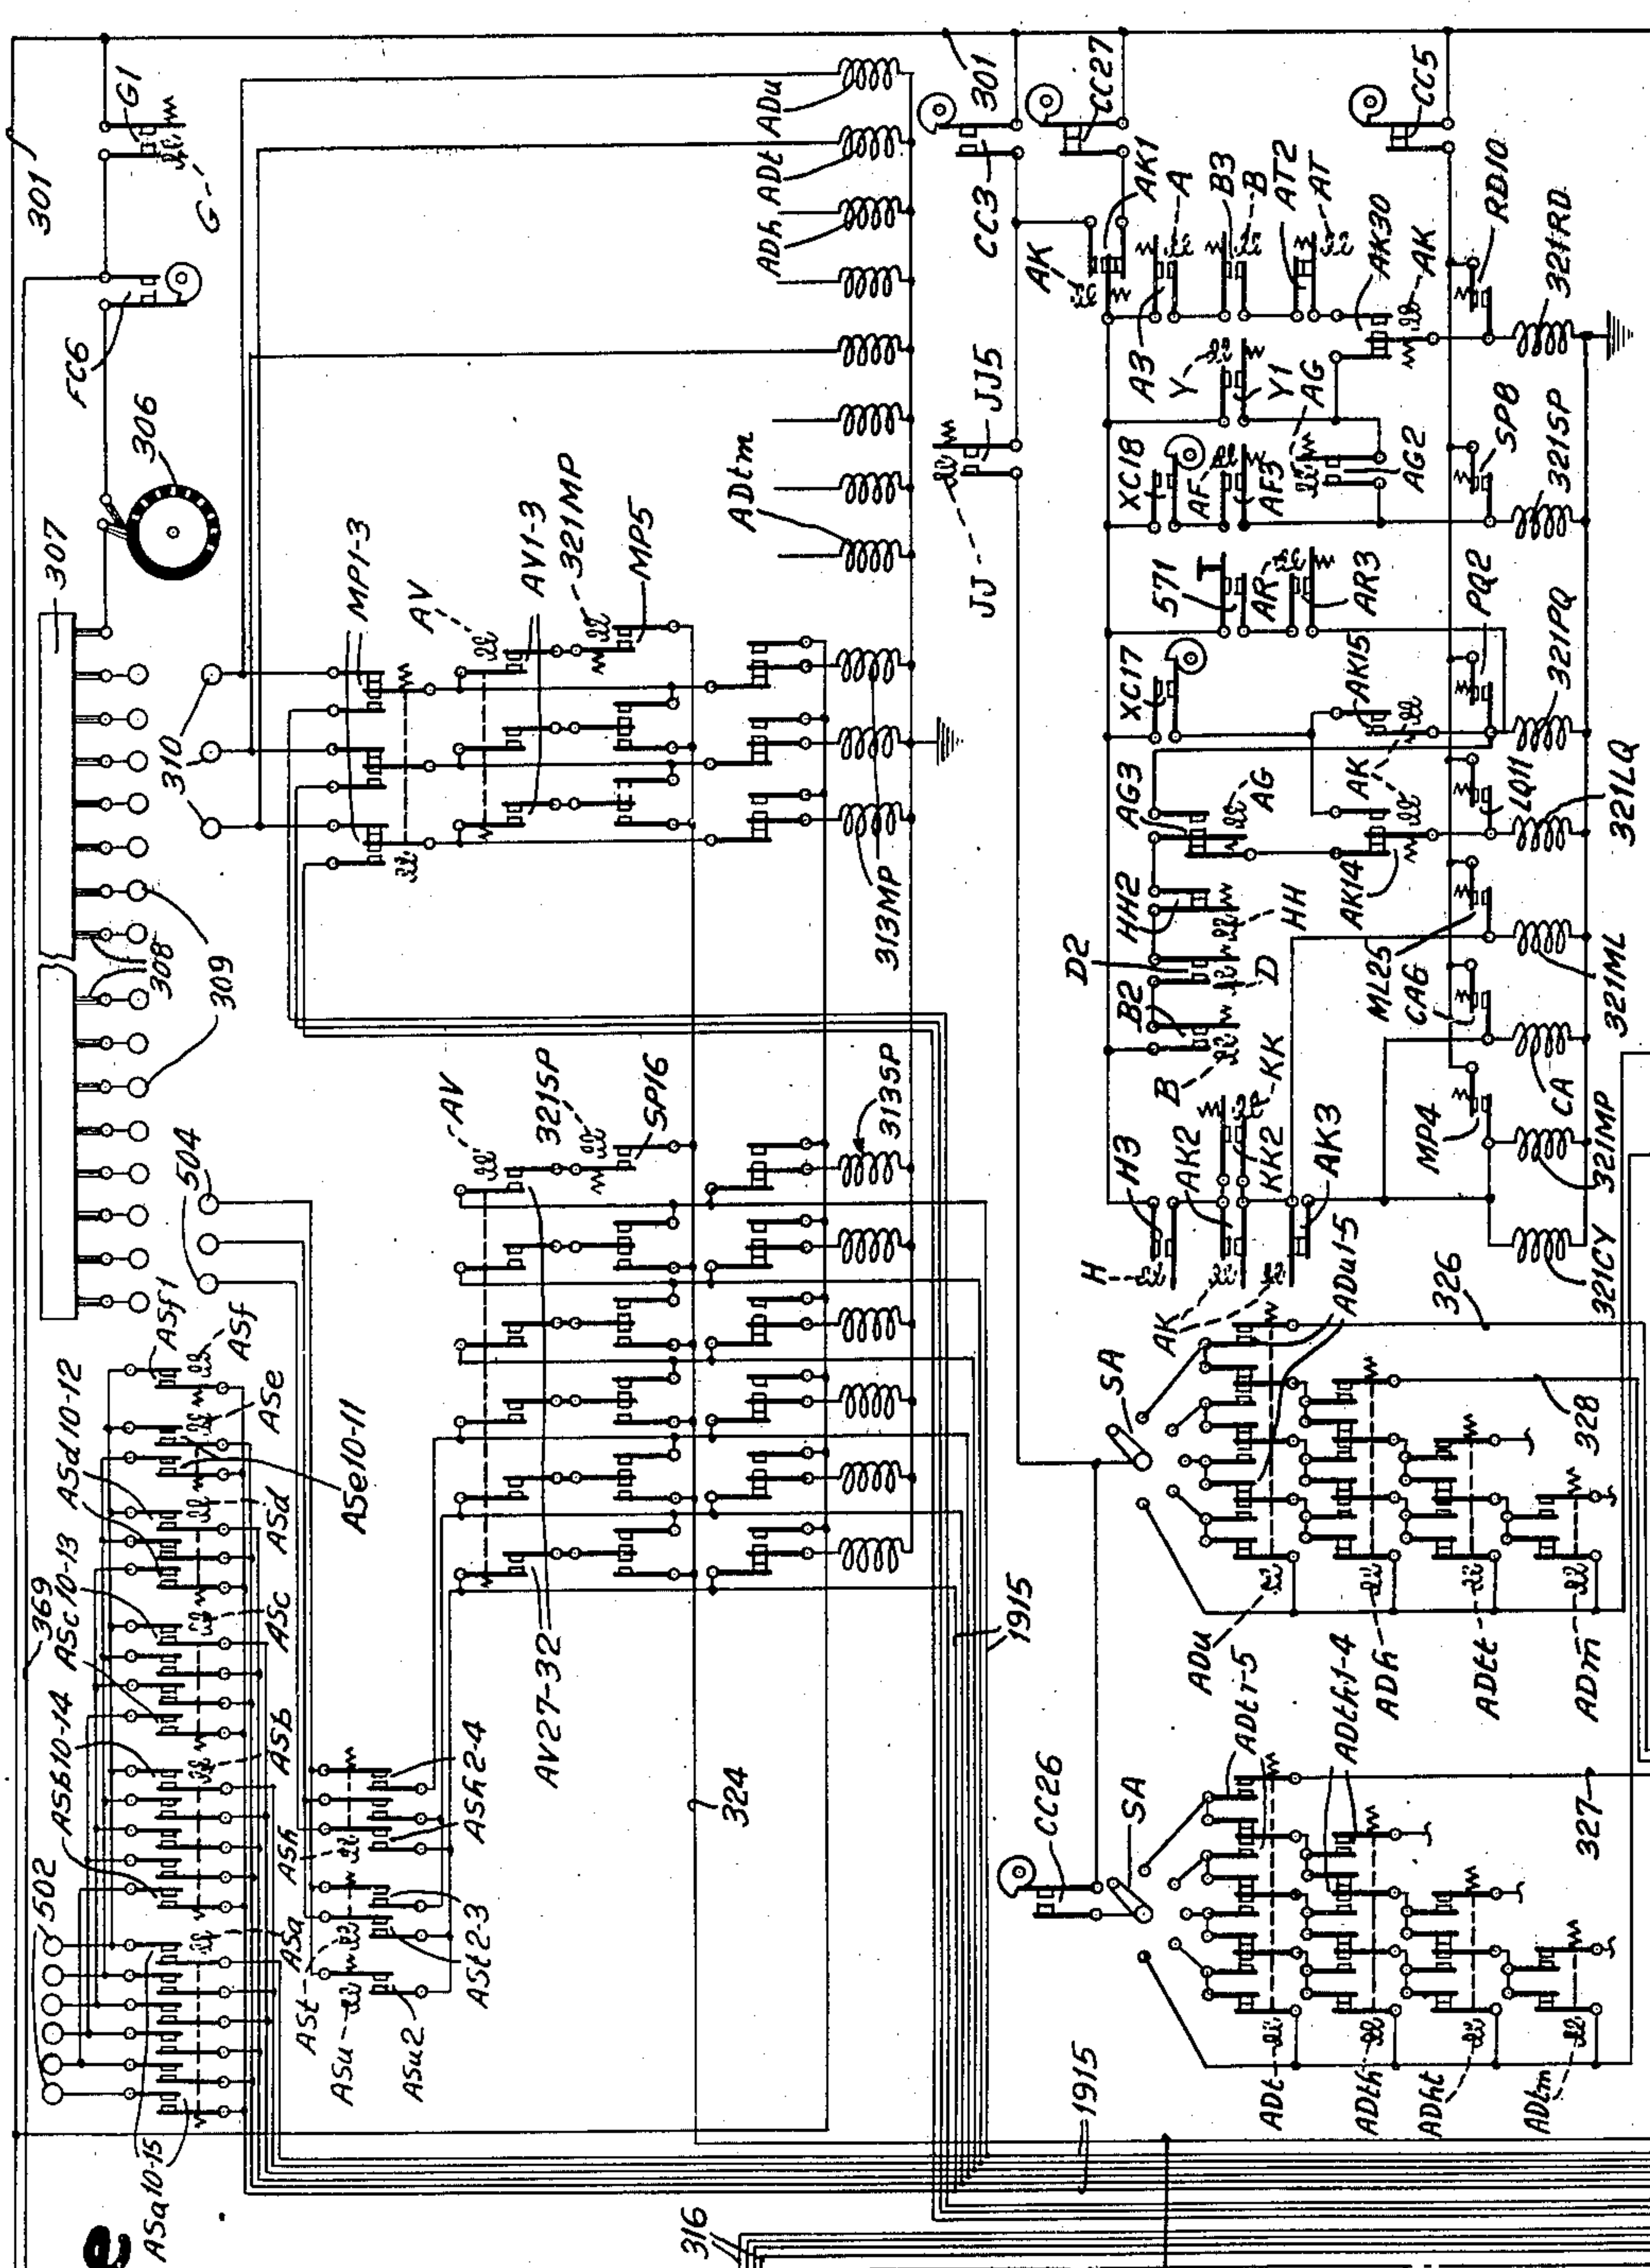 301
G1
G
FC6
306
307
308
309
310
504
MP1-3
AV
AV1-3
321MP
MP5
313MP
ADu
ADt
ADh
ADtm
CC3
301
CC27
CC5
JJ5
JJ
AK
AK1
A3
A
B3
B
AT2
AT
Y
Y1
AG
AG2
AK30
AK
RD10
321RD
XC18
AF
AF3
SP8
321SP
571
AR
AR3
XC17
AK15
AK
PQ2
321PQ
AG3
AG
AK14
LQ11
321LQ
HH2
HH
D2
D
B2
B
ML25
321ML
CA6
CA
H3
H
AK2
AK
KK2
KK
AK3
MP4
321MP
321CY
ASf1
ASf
ASe
ASe10-11
ASd10-12
ASd
ASc10-13
ASc
ASb10-14
ASb
369
502
ASa
ASa10-15
ASh
ASh2-4
ASt
ASt2-3
ASu
ASu2
AV
321SP
SP16
313SP
AV27-32
324
1915
1915
316
SA
ADu1-5
326
328
ADu
ADh
ADtt
ADm
CC26
SA
ADt1-5
ADth1-4
327
ADt
ADth
ADht
ADtm
e